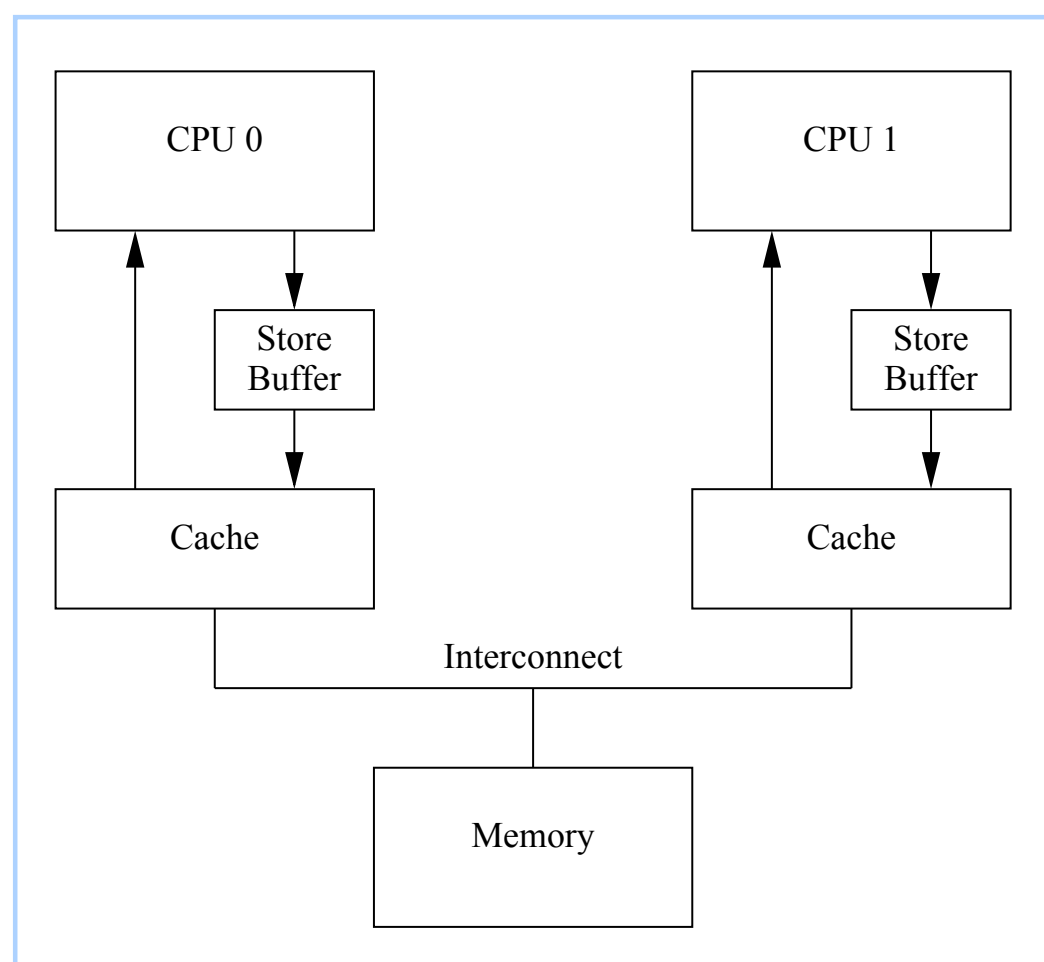 CPU 0
CPU 1
Store
Buffer
Store
Buffer
Cache
Cache
Interconnect
Memory